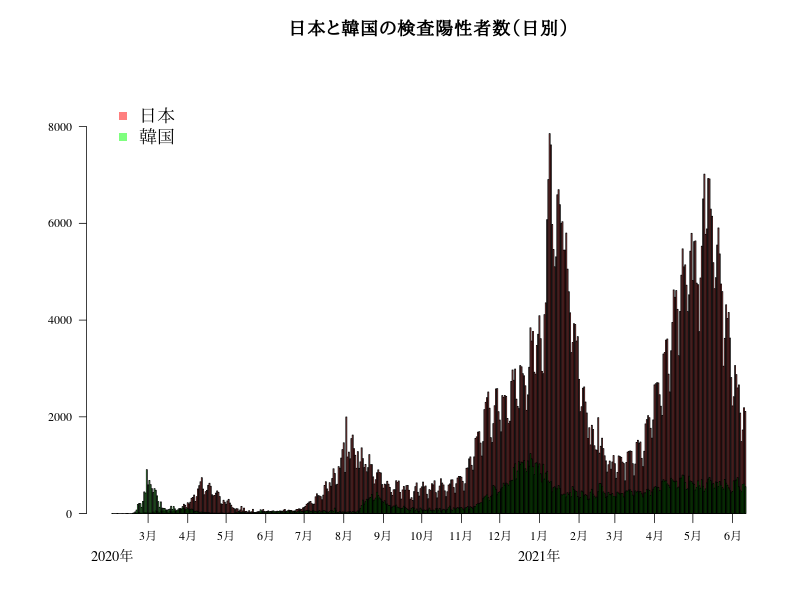 日本と韓国の検査陽性者数（日別）
日本
韓国
8000
6000
4000
2000
0
3月 4月 5月 6月 7月 8月 9月 10月 11月 12月 1月 2月 3月 4月 5月 6月
2020年 2021年